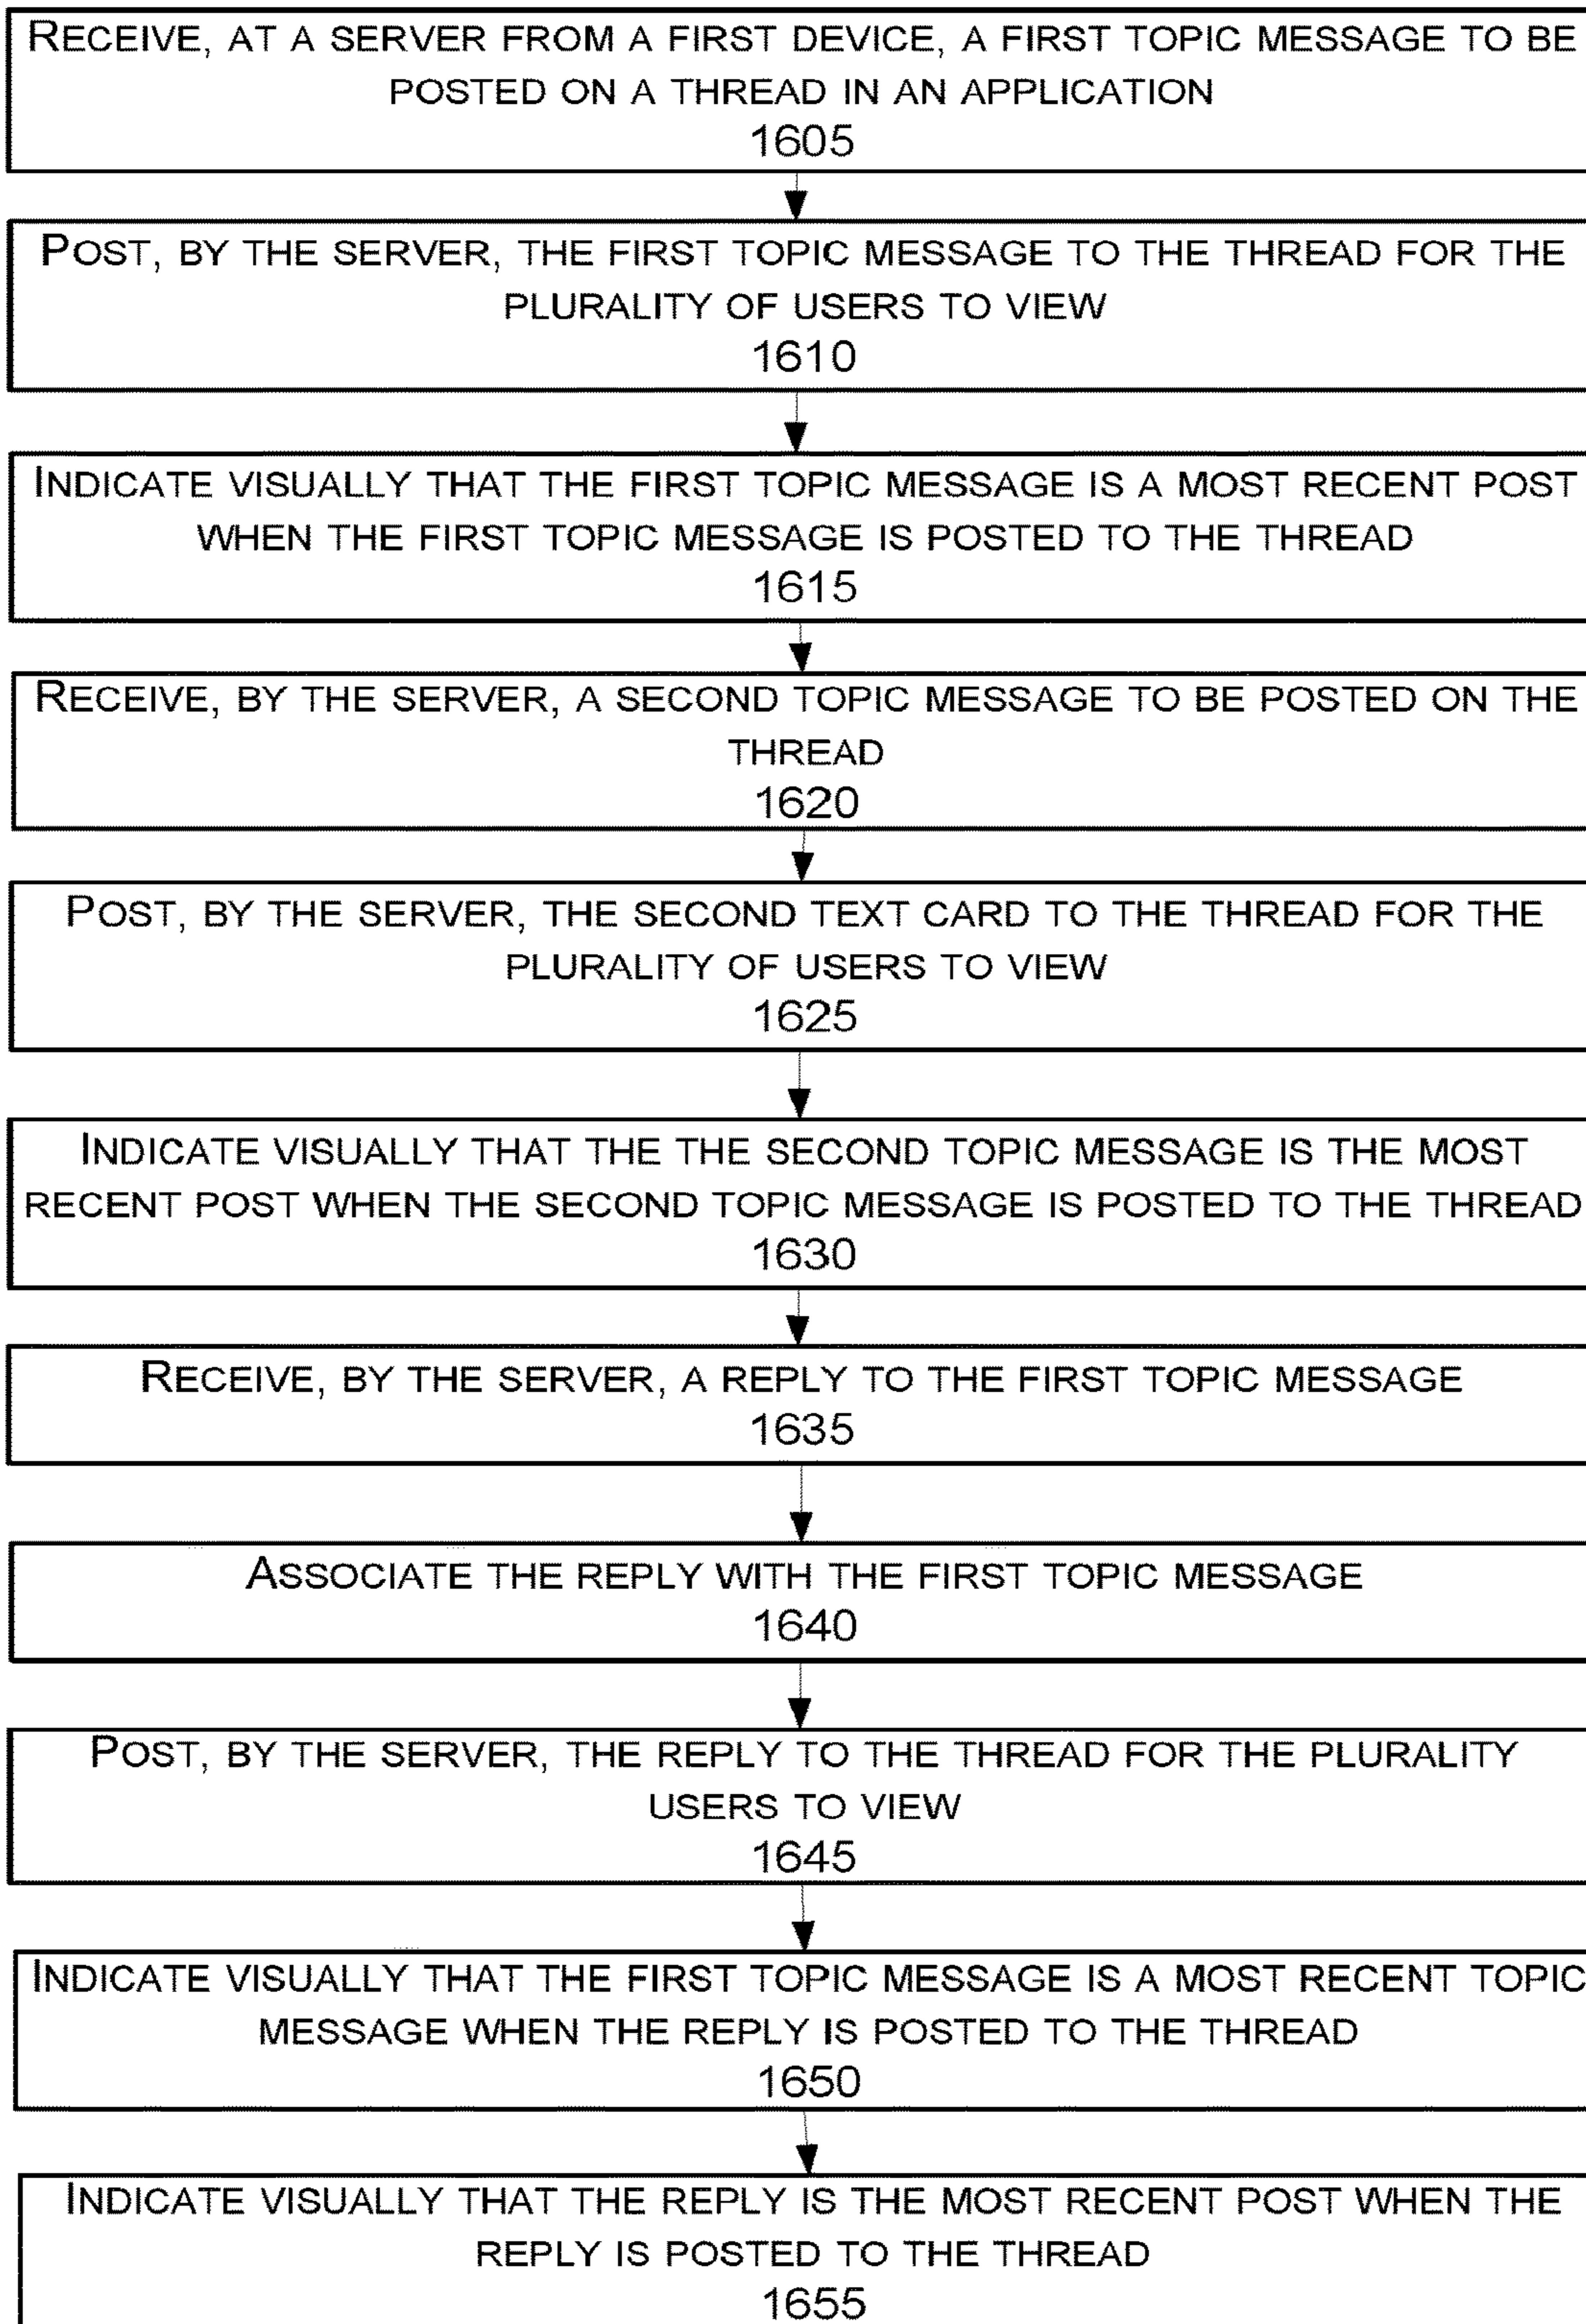 RECEIVE, AT A SERVER FROM A FIRST DEVICE, A FIRST TOPIC MESSAGE TO BE
POSTED ON A THREAD IN AN APPLICATION
1605
POST, BY THE SERVER, THE FIRST TOPIC MESSAGE TO THE THREAD FOR THE
PLURALITY OF USERS TO VIEW
1610
INDICATE VISUALLY THAT THE FIRST TOPIC MESSAGE IS A MOST RECENT POST
WHEN THE FIRST TOPIC MESSAGE IS POSTED TO THE THREAD
1615
RECEIVE, BY THE SERVER, A SECOND TOPIC MESSAGE TO BE POSTED ON THE
THREAD
1620
POST, BY THE SERVER, THE SECOND TEXT CARD TO THE THREAD FOR THE
PLURALITY OF USERS TO VIEW
1625
INDICATE VISUALLY THAT THE THE SECOND TOPIC MESSAGE IS THE MOST
RECENT POST WHEN THE SECOND TOPIC MESSAGE IS POSTED TO THE THREAD
1630
RECEIVE, BY THE SERVER, A REPLY TO THE FIRST TOPIC MESSAGE
1635
ASSOCIATE THE REPLY WITH THE FIRST TOPIC MESSAGE
1640
POST, BY THE SERVER, THE REPLY TO THE THREAD FOR THE PLURALITY
USERS TO VIEW
1645
INDICATE VISUALLY THAT THE FIRST TOPIC MESSAGE IS A MOST RECENT TOPIC
MESSAGE WHEN THE REPLY IS POSTED TO THE THREAD
1650
INDICATE VISUALLY THAT THE REPLY IS THE MOST RECENT POST WHEN THE
REPLY IS POSTED TO THE THREAD
1655